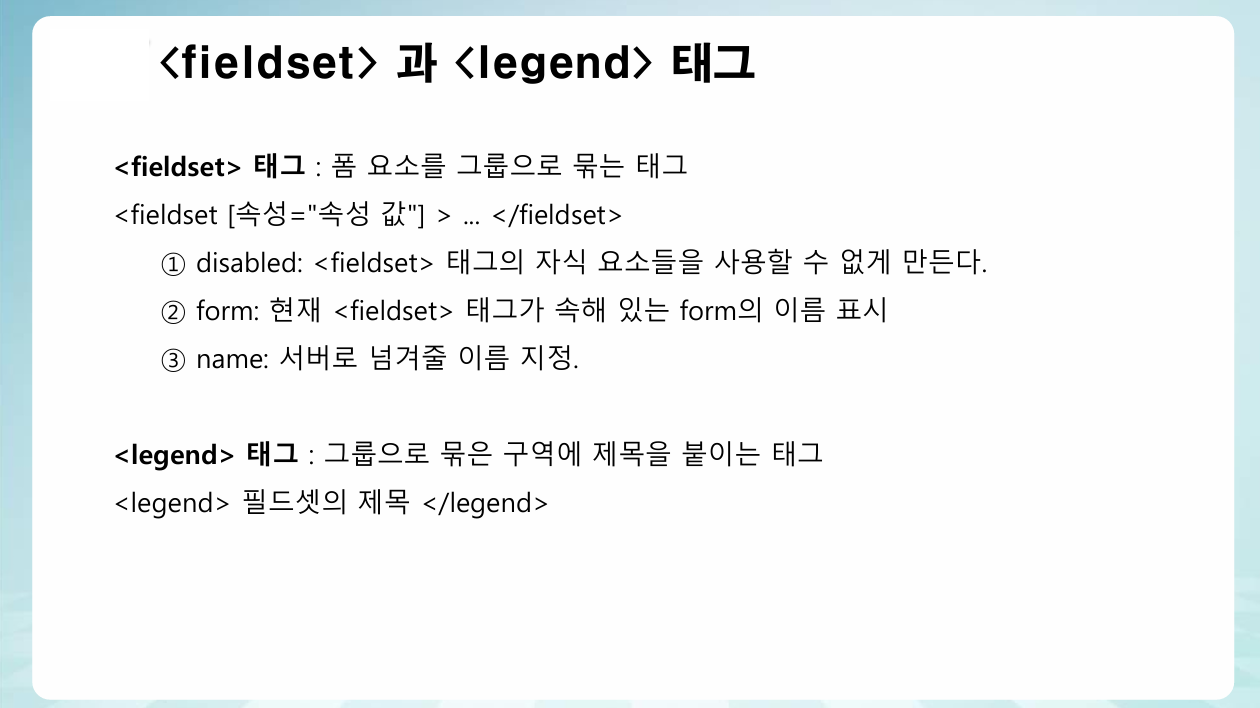 <fieldset> 과 <legend> 태그
<fieldset> 태그 : 폼 요소를 그룹으로 묶는 태그
<fieldset [속성="속성 값"] > ... </fieldset>
① disabled: <fieldset> 태그의 자식 요소들을 사용할 수 없게 만든다.
② form: 현재 <fieldset> 태그가 속해 있는 form의 이름 표시
③ name: 서버로 넘겨줄 이름 지정.
<legend> 태그 : 그룹으로 묶은 구역에 제목을 붙이는 태그
<legend> 필드셋의 제목 </legend>